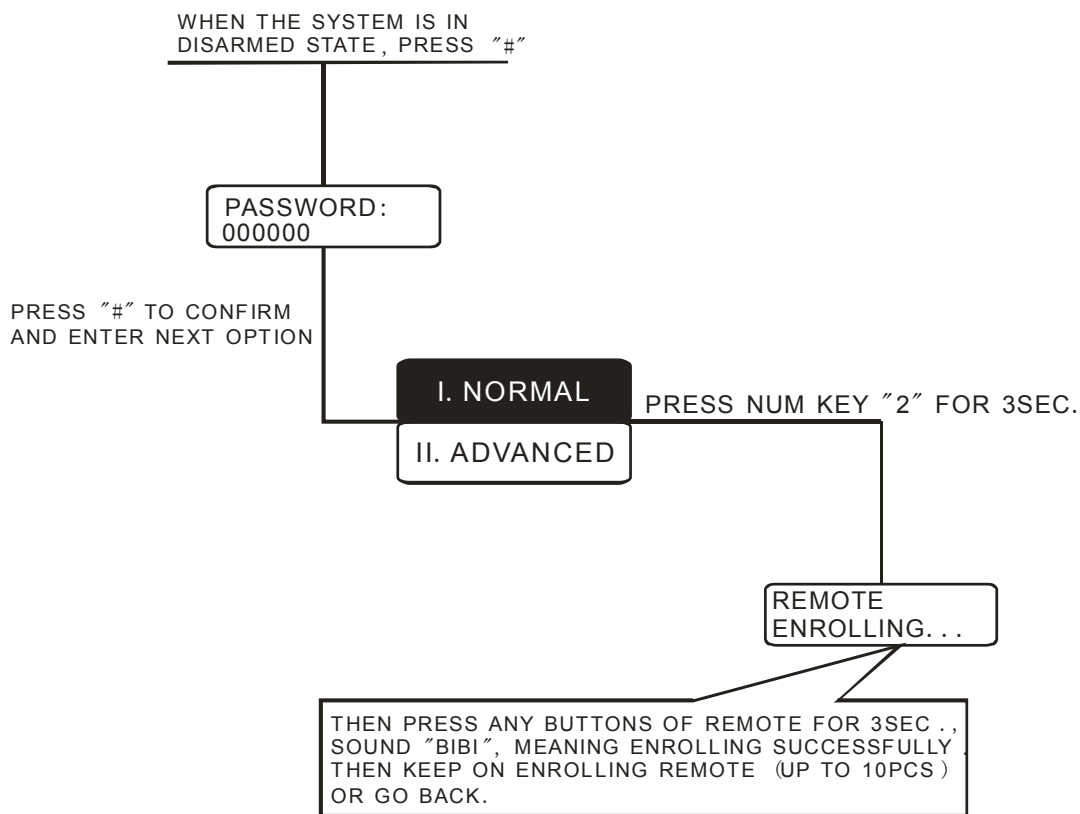 WHEN THE SYSTEM IS IN
DISARMED STATE, PRESS "#"
PASSWORD:
000000
PRESS "#" TO CONFIRM
AND ENTER NEXT OPTION
I. NORMAL
PRESS NUM KEY "2" FOR 3SEC.
II. ADVANCED
REMOTE
ENROLLING...
THEN PRESS ANY BUTTONS OF REMOTE FOR 3SEC.,
SOUND "BIBI", MEANING ENROLLING SUCCESSFULLY.
THEN KEEP ON ENROLLING REMOTE (UP TO 10PCS)
OR GO BACK.